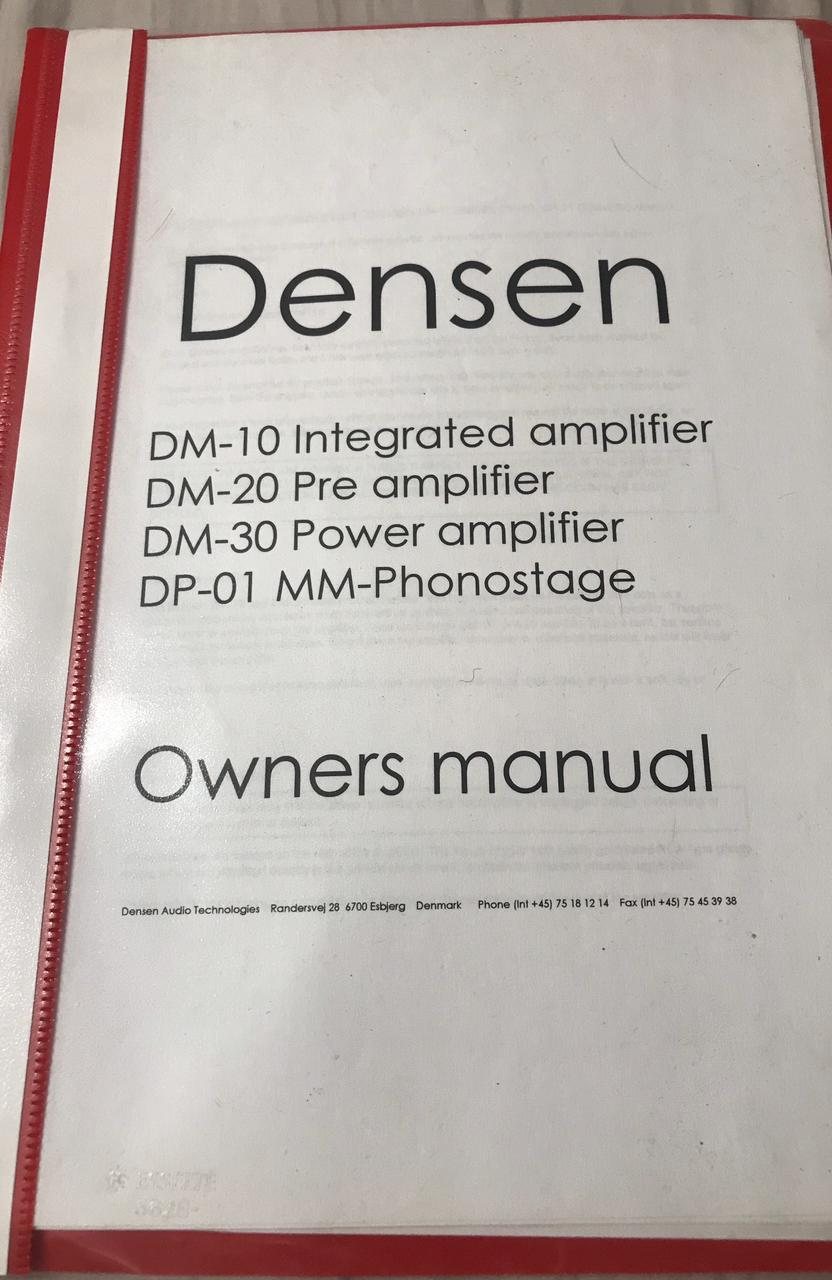 Densen
DM-10 Integrated amplifier
DM-20 Pre amplifier
DM-30 Power amplifier
DP-01 MM-Phonostage
Owners manual
Densen Audio Technologies Randersvej 28 6700 Esbjerg Denmark Phone (Int +45) 75 18 12 14 Fax (Int +45) 75 45 39 38